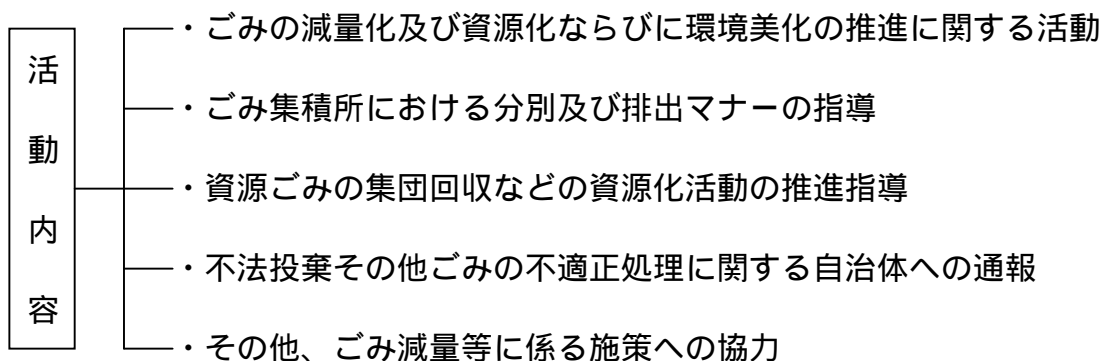 活動内容
・ごみの減量化及び資源化ならびに環境美化の推進に関する活動
・ごみ集積所における分別及び排出マナーの指導
・資源ごみの集団回収などの資源化活動の推進指導
・不法投棄その他ごみの不適正処理に関する自治体への通報
・その他、ごみ減量等に係る施策への協力